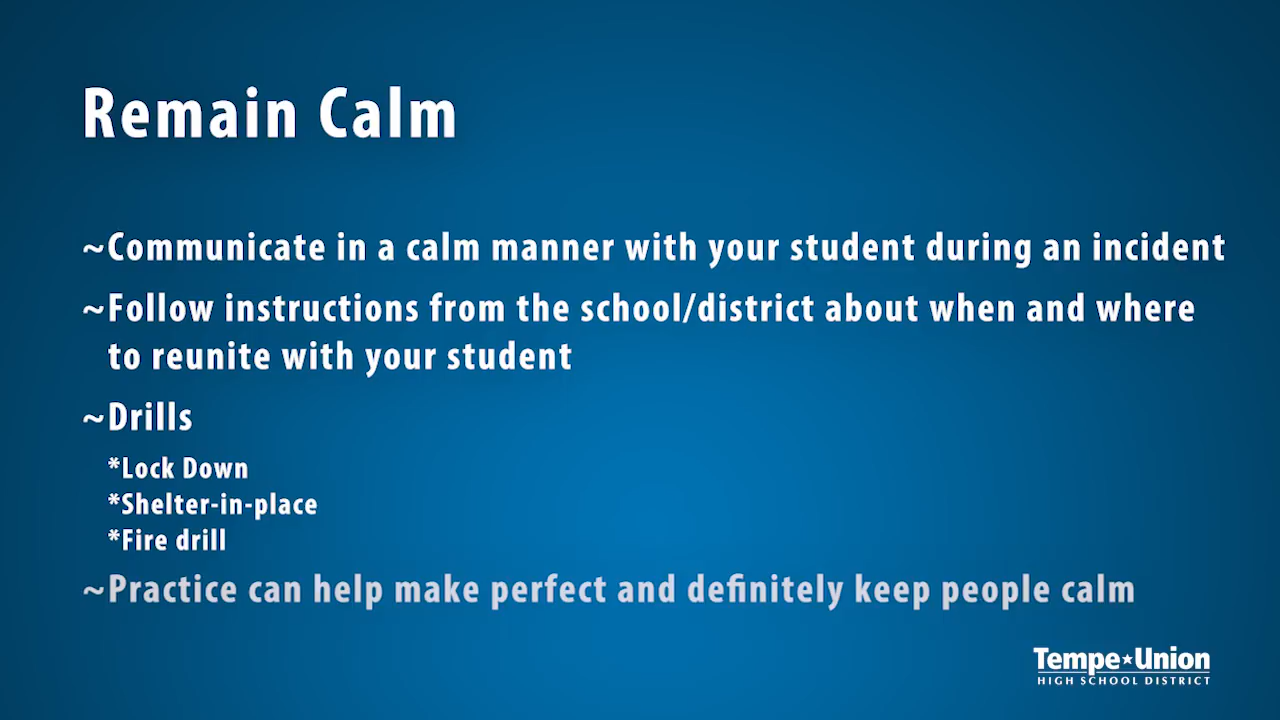 Remain Calm
~Communicate in a calm manner with your student during an incident
~Follow instructions from the school/district about when and where
to reunite with your student
~Drills
*Lock Down
*Shelter-in-place
*Fire drill
~Practice can help make perfect and definitely keep people calm
Tempe★Union
HIGH SCHOOL DISTRICT